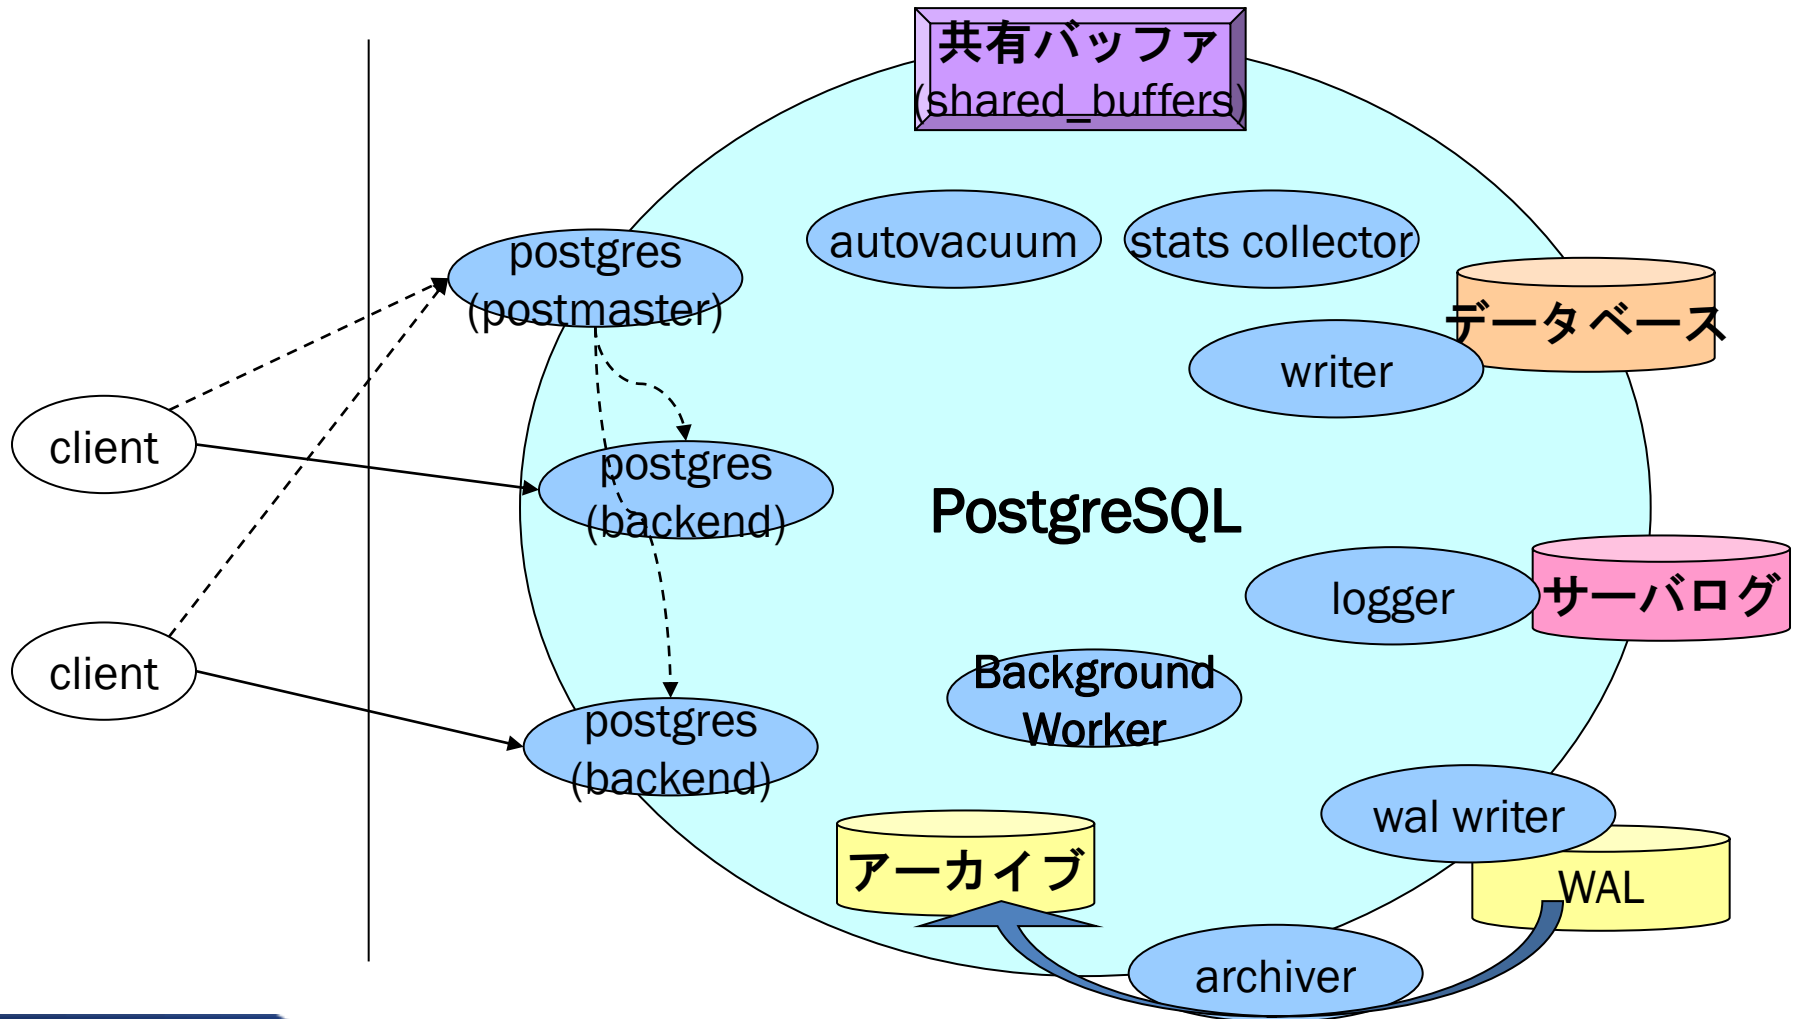 共有バッファ
(shared_buffers)
autovacuum
stats collector
postgres
(postmaster)
データベース
writer
client
postgres
(backend)
PostgreSQL
logger
サーバログ
client
Background
Worker
postgres
(backend)
wal writer
アーカイブ
WAL
archiver